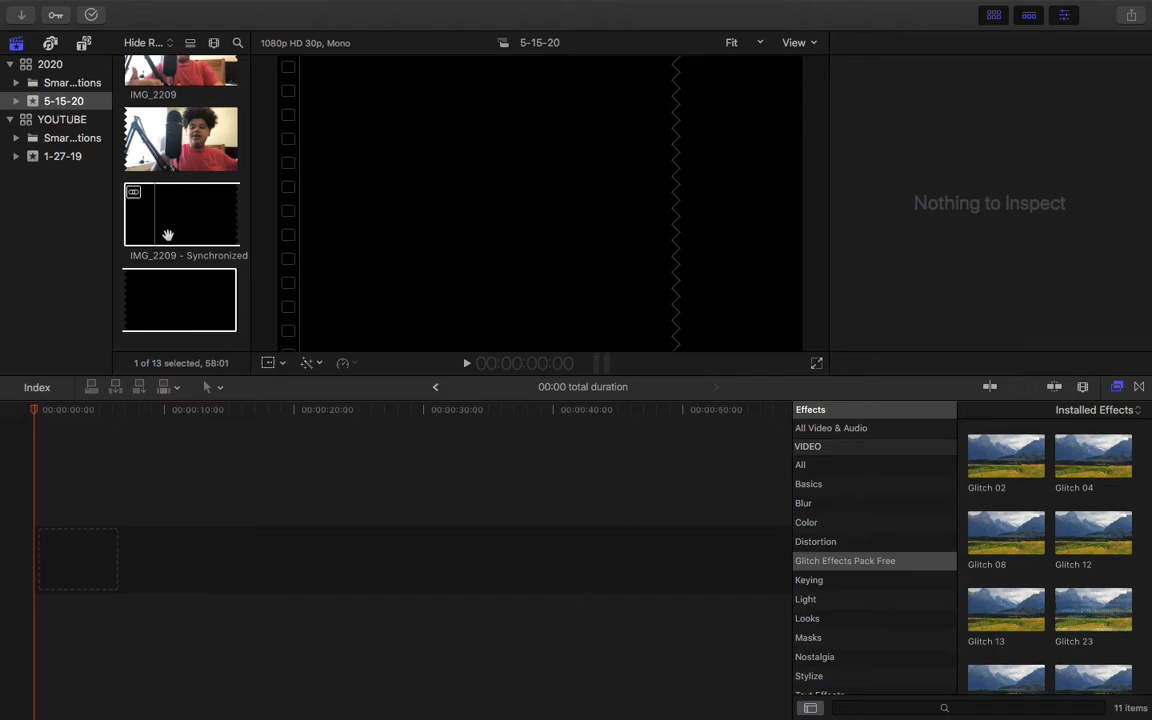 Hide R...
1080p HD 30p, Mono
5-15-20
Fit
View
2020
Smar...tions
5-15-20
YOUTUBE
Smar...tions
1-27-19
IMG_2209
IMG_2209 - Synchronized
1 of 13 selected, 58:01
00:00:00:00
Nothing to Inspect
Index
00:00 total duration
00:00:00:00
00:00:10:00
00:00:20:00
00:00:30:00
00:00:40:00
00:00:50:00
Effects
All Video & Audio
VIDEO
All
Basics
Blur
Color
Distortion
Glitch Effects Pack Free
Keying
Light
Looks
Masks
Nostalgia
Stylize
Text Effects
Installed Effects
Glitch 02
Glitch 04
Glitch 08
Glitch 12
Glitch 13
Glitch 23
11 items